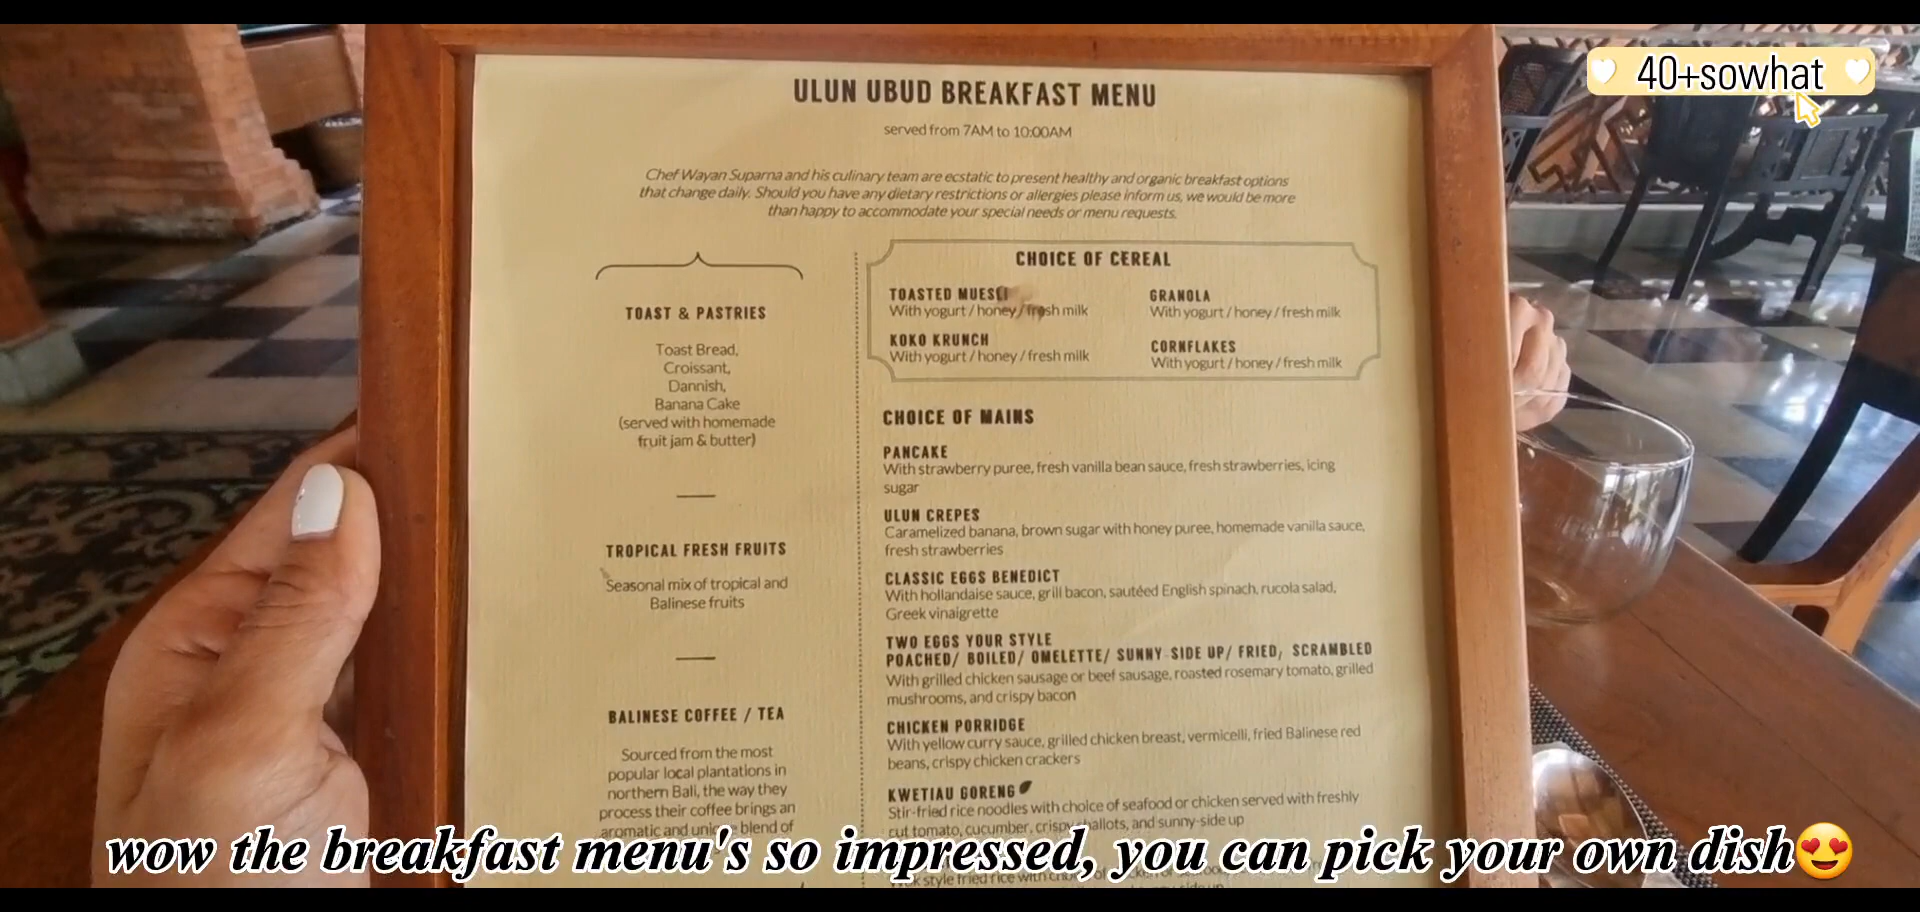 40+sowhat
ULUN UBUD BREAKFAST MENU
served from 7AM to 10:00AM
Chef Wayan Suparna and his culinary team are ecstatic to present healthy and organic breakfast options
that change daily. Should you have any dietary restrictions or allergies please inform us, we would be more
than happy to accommodate your special needs or menu requests.
TOAST & PASTRIES
Toast Bread,
Croissant,
Dannish,
Banana Cake
(served with homemade
fruit jam & butter)
TROPICAL FRESH FRUITS
Seasonal mix of tropical and
Balinese fruits
BALINESE COFFEE / TEA
Sourced from the most
popular local plantations in
northern Bali, the way they
process their coffee brings an
aromatic and unique blend of
CHOICE OF CEREAL
TOASTED MUESLI
With yogurt / honey / fresh milk
KOKO KRUNCH
With yogurt / honey / fresh milk
GRANOLA
With yogurt / honey / fresh milk
CORNFLAKES
With yogurt / honey / fresh milk
CHOICE OF MAINS
PANCAKE
With strawberry puree, fresh vanilla bean sauce, fresh strawberries, icing
sugar
ULUN CREPES
Caramelized banana, brown sugar with honey puree, homemade vanilla sauce,
fresh strawberries
CLASSIC EGGS BENEDICT
With hollandaise sauce, grill bacon, sautéed English spinach, rucola salad,
Greek vinaigrette
TWO EGGS YOUR STYLE
POACHED/ BOILED/ OMELETTE/ SUNNY SIDE UP/ FRIED, SCRAMBLED
With grilled chicken sausage or beef sausage, roasted rosemary tomato, grilled
mushrooms, and crispy bacon
CHICKEN PORRIDGE
With yellow curry sauce, grilled chicken breast, vermicelli, fried Balinese red
beans, crispy chicken crackers
KWETIAU GORENG
Stir-fried rice noodles with choice of seafood or chicken served with freshly
cut tomato, cucumber, crispy shallots, and sunny-side up
style fried rice with
wow the breakfast menu's so impressed, you can pick your own dish😍